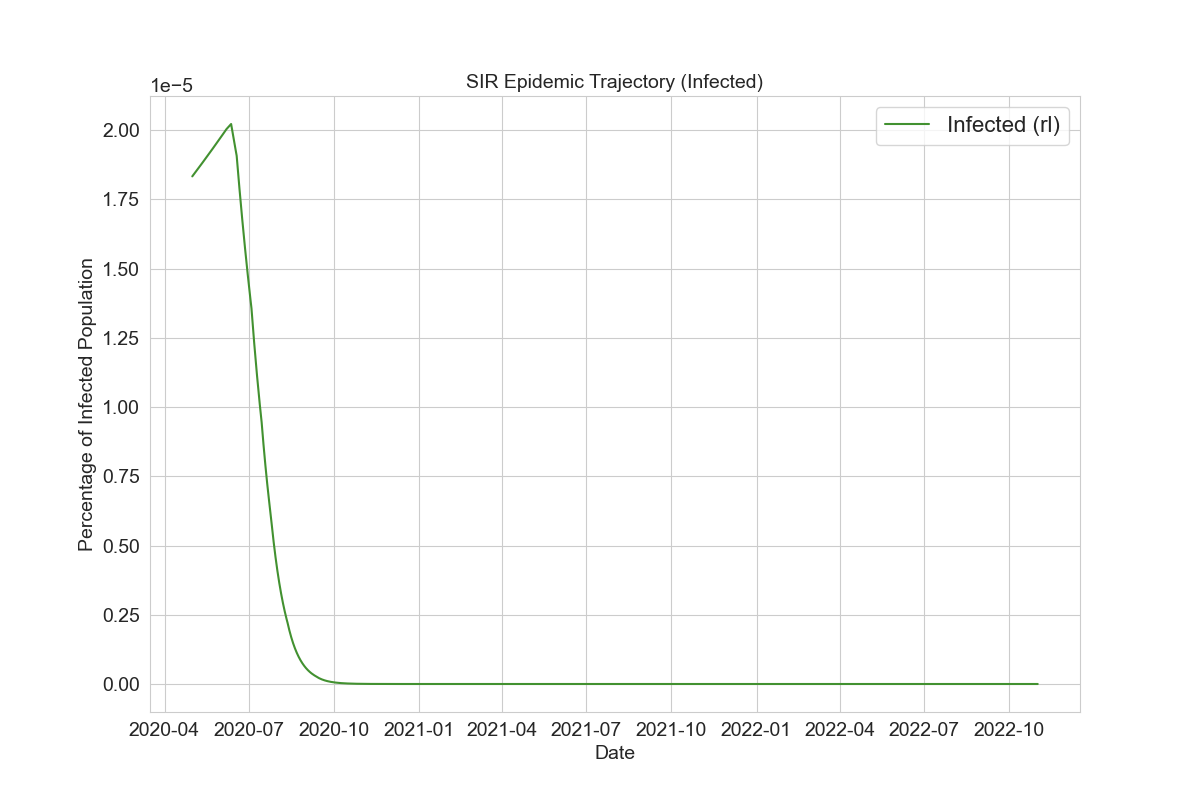 SIR Epidemic Trajectory (Infected)
1e−5
Infected (rl)
2.00
1.75
1.50
1.25
1.00
0.75
0.50
0.25
0.00
Percentage of Infected Population
2020-04 2020-07 2020-10 2021-01 2021-04 2021-07 2021-10 2022-01 2022-04 2022-07 2022-10
Date